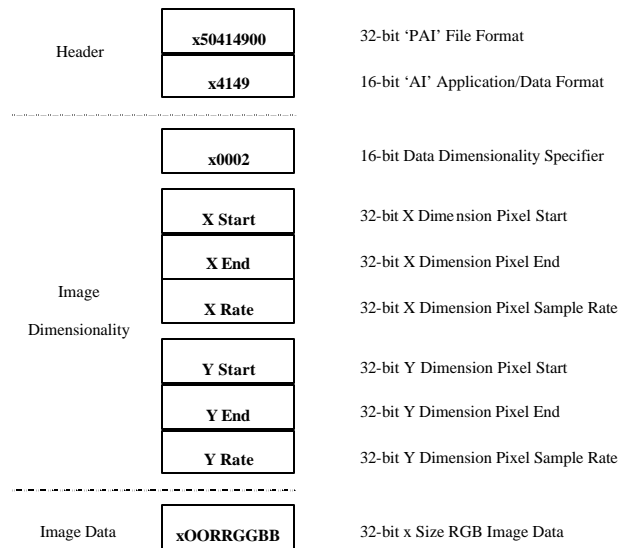 x50414900 32-bit ‘PAI’ File Format
Header
x4149 16-bit ‘AI’ Application/Data Format
x0002 16-bit Data Dimensionality Specifier
X Start 32-bit X Dimension Pixel Start
X End 32-bit X Dimension Pixel End
Image
X Rate 32-bit X Dimension Pixel Sample Rate
Dimensionality
Y Start 32-bit Y Dimension Pixel Start
Y End 32-bit Y Dimension Pixel End
Y Rate 32-bit Y Dimension Pixel Sample Rate
Image Data xOORRGGBB 32-bit x Size RGB Image Data